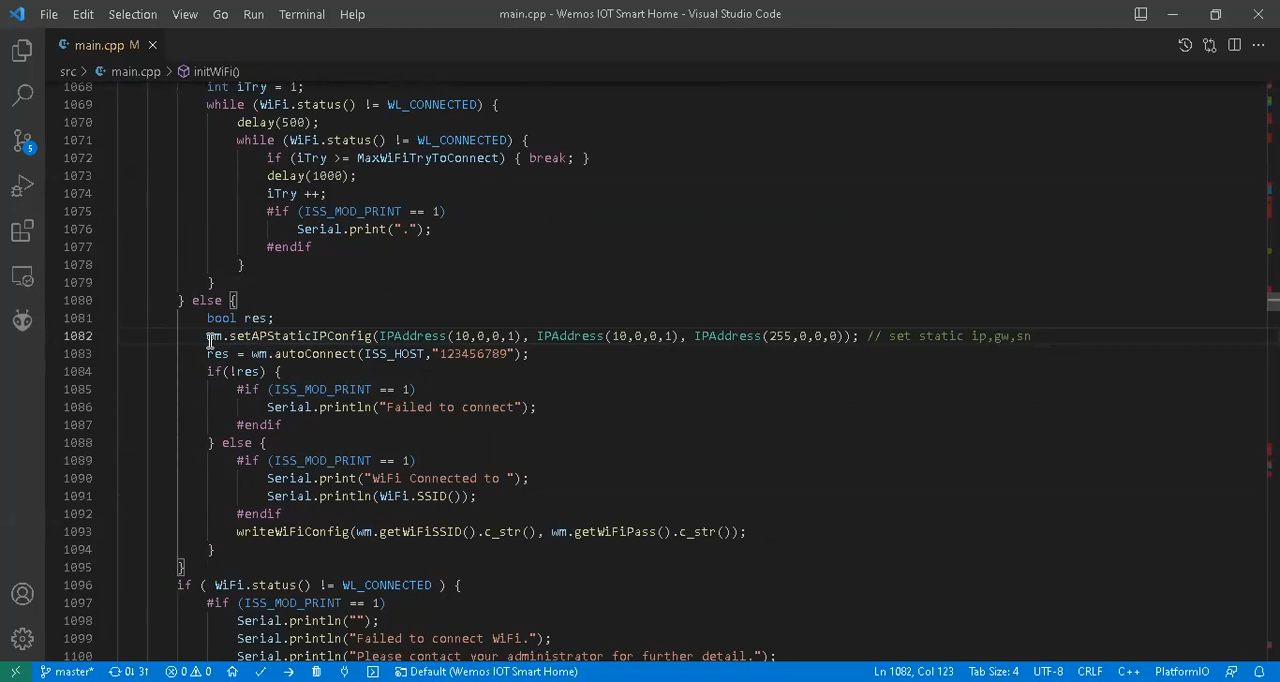 File Edit Selection View Go Run Terminal Help main.cpp - Wemos IOT Smart Home - Visual Studio Code
main.cpp M
src > main.cpp > initWiFi()
1068 int iTry = 1;
1069 while (WiFi.status() != WL_CONNECTED) {
1070 delay(500);
1071 while (WiFi.status() != WL_CONNECTED) {
1072 if (iTry >= MaxWiFiTryToConnect) { break; }
1073 delay(1000);
1074 iTry ++;
1075 #if (ISS_MOD_PRINT == 1)
1076 Serial.print(".");
1077 #endif
1078 }
1079 }
1080 } else {
1081 bool res;
1082 wm.setAPStaticIPConfig(IPAddress(10,0,0,1), IPAddress(10,0,0,1), IPAddress(255,0,0,0)); // set static ip,gw,sn
1083 res = wm.autoConnect(ISS_HOST,"123456789");
1084 if(!res) {
1085 #if (ISS_MOD_PRINT == 1)
1086 Serial.println("Failed to connect");
1087 #endif
1088 } else {
1089 #if (ISS_MOD_PRINT == 1)
1090 Serial.print("WiFi Connected to ");
1091 Serial.println(WiFi.SSID());
1092 #endif
1093 writeWiFiConfig(wm.getWiFiSSID().c_str(), wm.getWiFiPass().c_str());
1094 }
1095 }
1096 if ( WiFi.status() != WL_CONNECTED ) {
1097 #if (ISS_MOD_PRINT == 1)
1098 Serial.println("");
1099 Serial.println("Failed to connect WiFi.");
1100 Serial.println("Please contact your administrator for further detail.");
5
master* 0↓ 3↑ 0 0 Default (Wemos IOT Smart Home) Ln 1082, Col 123 Tab Size: 4 UTF-8 CRLF C++ PlatformIO